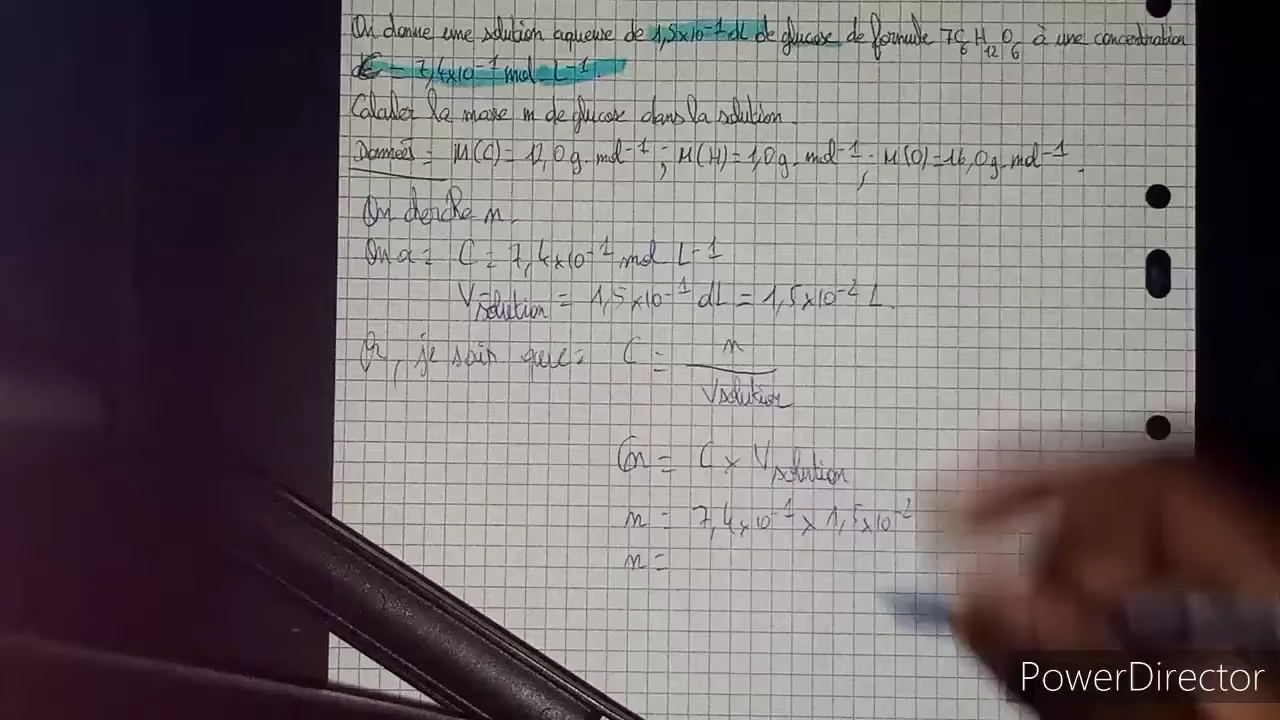 On donne une solution aqueuse de 1,5x10⁻¹ dL de glucose de formule C₆H₁₂O₆ à une concentration
C = 7,4x10⁻¹ mol L⁻¹.
Calculer la masse m de glucose dans la solution.
Données = M(C) = 12,0 g.mol⁻¹ ; M(H) = 1,0 g.mol⁻¹ ; M(O) = 16,0 g.mol⁻¹.
On cherche m.
On a = C = 7,4x10⁻¹ mol L⁻¹
Vsolution = 1,5x10⁻¹ dL = 1,5x10⁻² L.
Or, je sais que = C = n / Vsolution
n = C x Vsolution
n = 7,4x10⁻¹ x 1,5x10⁻²
n =
PowerDirector